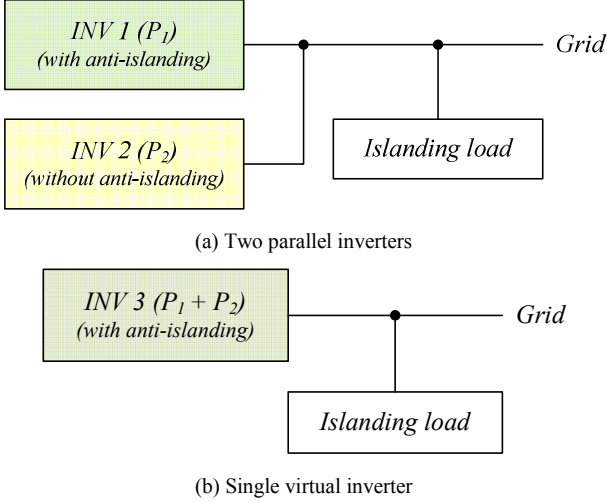 INV 1 (P1)
(with anti-islanding)
Grid
INV 2 (P2)
(without anti-islanding)
Islanding load
(a) Two parallel inverters
INV 3 (P1 + P2)
(with anti-islanding)
Grid
Islanding load
(b) Single virtual inverter